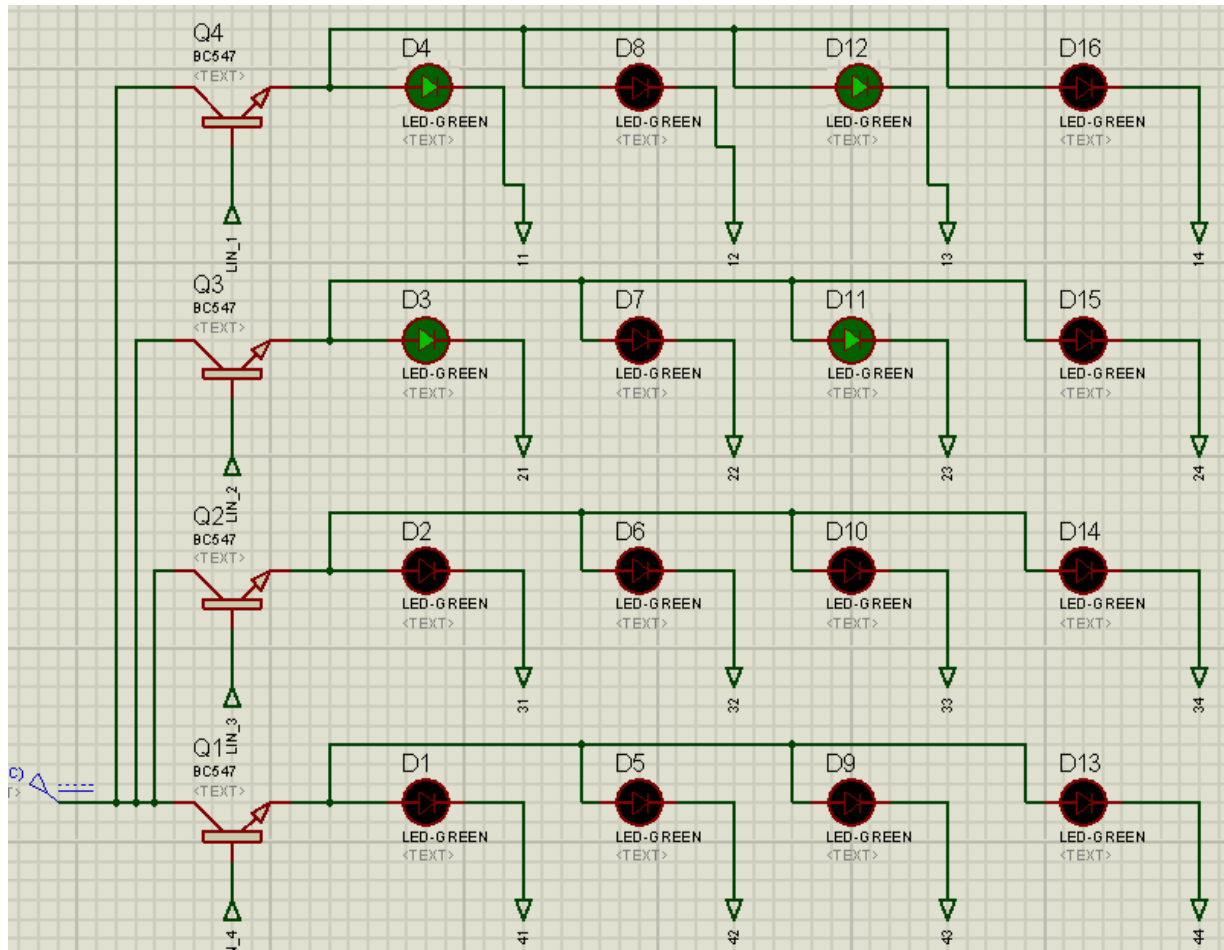 Q4
BC547
<TEXT>
D4
D8
D12
D16
LED-GREEN
<TEXT>
LED-GREEN
<TEXT>
LED-GREEN
<TEXT>
LED-GREEN
<TEXT>
LIN_1
11
12
13
14
Q3
BC547
<TEXT>
D3
D7
D11
D15
LED-GREEN
<TEXT>
LED-GREEN
<TEXT>
LED-GREEN
<TEXT>
LED-GREEN
<TEXT>
LIN_2
21
22
23
24
Q2
BC547
<TEXT>
D2
D6
D10
D14
LED-GREEN
<TEXT>
LED-GREEN
<TEXT>
LED-GREEN
<TEXT>
LED-GREEN
<TEXT>
LIN_3
31
32
33
34
Q1
BC547
<TEXT>
D1
D5
D9
D13
LED-GREEN
<TEXT>
LED-GREEN
<TEXT>
LED-GREEN
<TEXT>
LED-GREEN
<TEXT>
C)
T>
IN_4
41
42
43
44